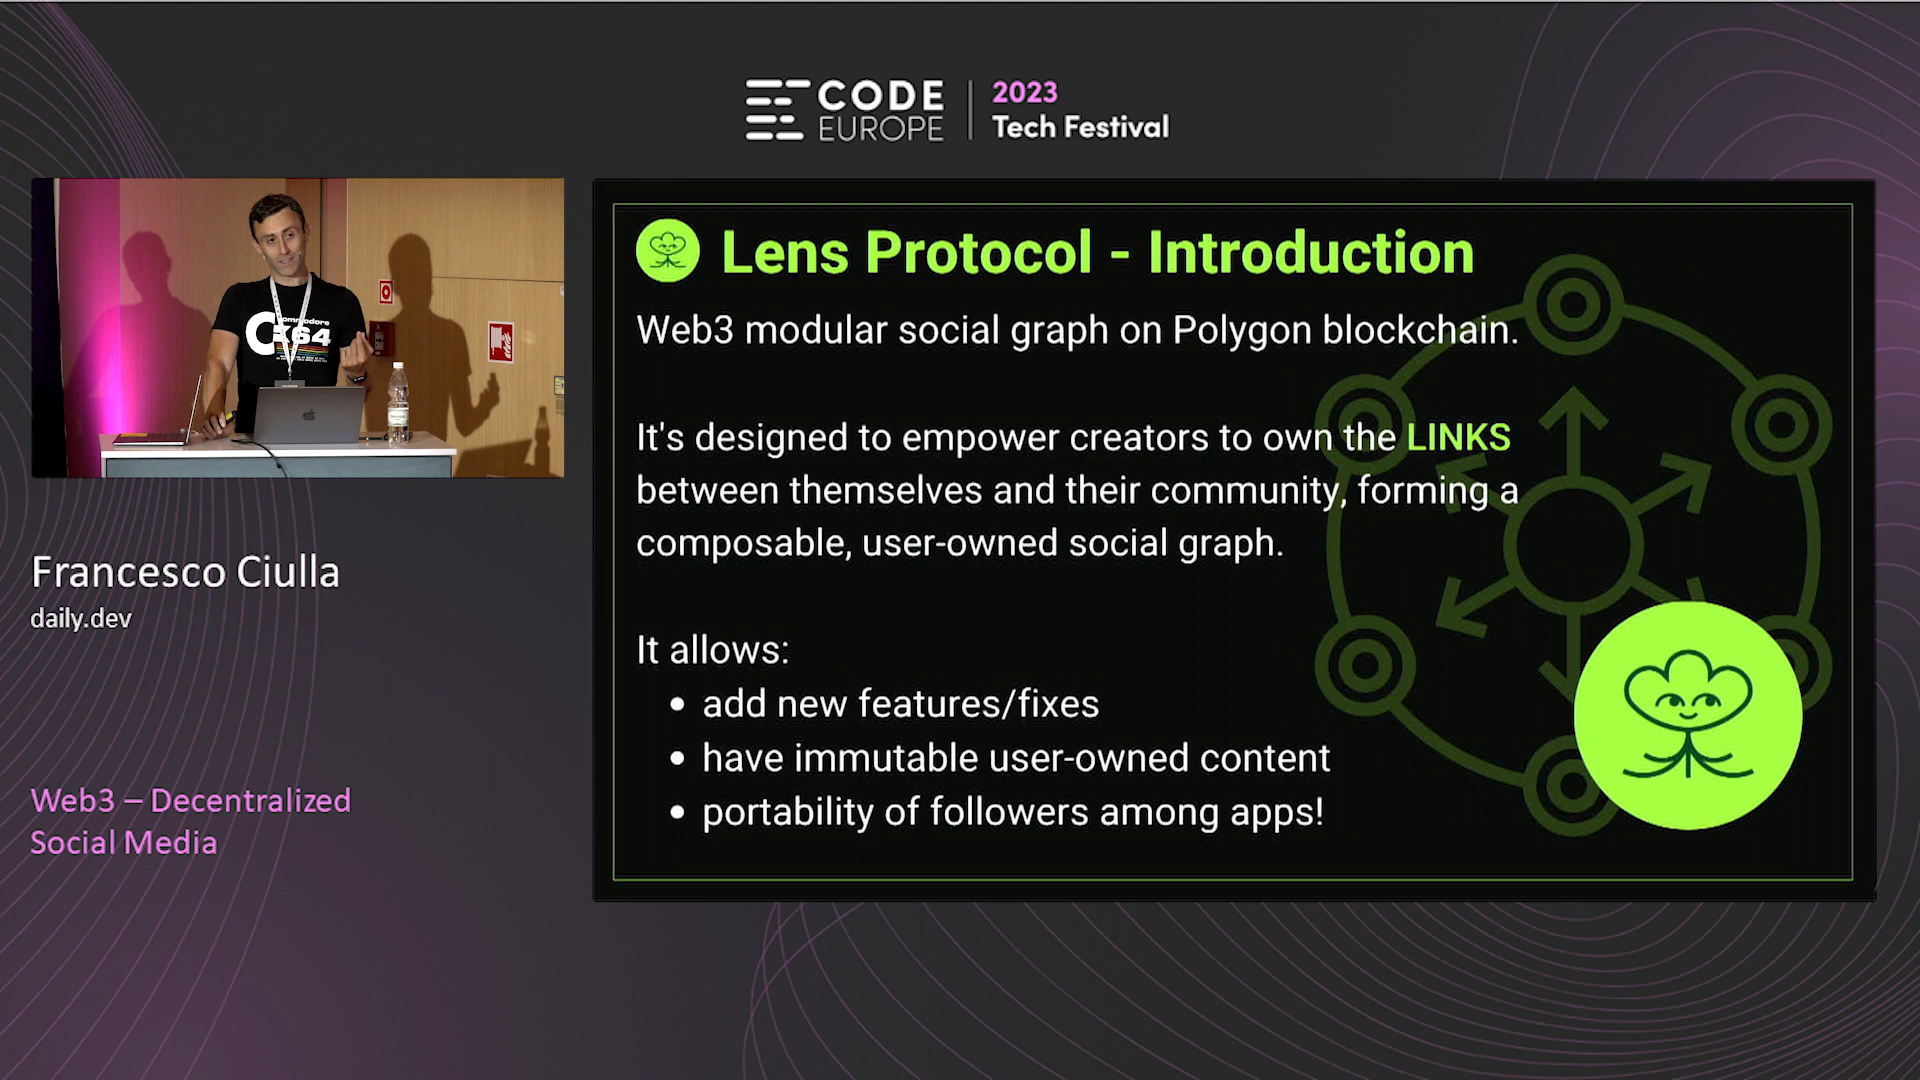 CODE
EUROPE
2023
Tech Festival
Commodore
C64
Francesco Ciulla
daily.dev
Web3 – Decentralized
Social Media
Lens Protocol - Introduction
Web3 modular social graph on Polygon blockchain.
It's designed to empower creators to own the LINKS
between themselves and their community, forming a
composable, user-owned social graph.
It allows:
• add new features/fixes
• have immutable user-owned content
• portability of followers among apps!